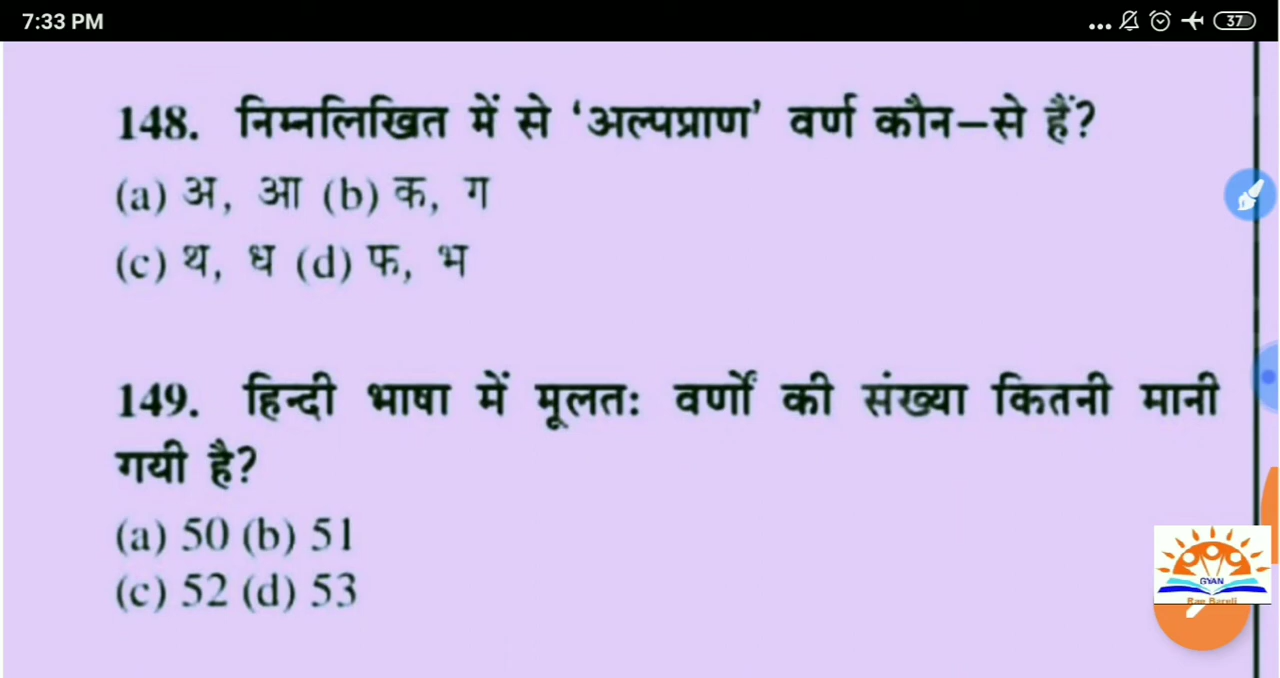 7:33 PM
37
148. निम्नलिखित में से ‘अल्पप्राण’ वर्ण कौन–से हैं?
(a) अ, आ (b) क, ग
(c) थ, ध (d) फ, भ
149. हिन्दी भाषा में मूलत: वर्णों की संख्या कितनी मानी
गयी है?
(a) 50 (b) 51
(c) 52 (d) 53
GYAN